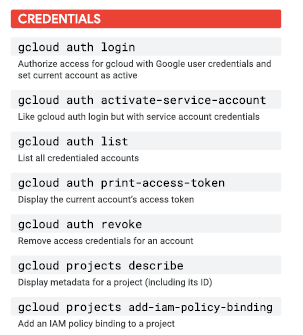 CREDENTIALS
gcloud auth login
Authorize access for gcloud with Google user credentials and
set current account as active
gcloud auth activate-service-account
Like gcloud auth login but with service account credentials
gcloud auth list
List all credentialed accounts
gcloud auth print-access-token
Display the current account's access token
gcloud auth revoke
Remove access credentials for an account
gcloud projects describe
Display metadata for a project (including its ID)
gcloud projects add-iam-policy-binding
Add an IAM policy binding to a project